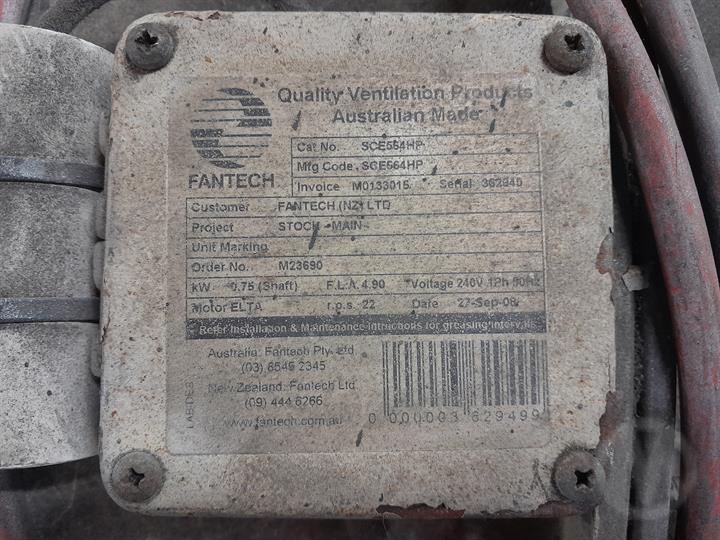 Quality Ventilation Products
Australian Made
FANTECH
Cat No. SCE564HP
Mfg Code SCE564HP
Invoice M0133015 Serial 362940
Customer FANTECH (NZ) LTD
Project STOCK - MAIN
Unit Marking
Order No. M23690
kW 0.75 (Shaft) F.L.A 4.90 Voltage 240V 1Ph 50Hz
Motor ELTA r.p.s. 22 Date 27-Sep-06
Refer Installation & Maintenance Intructions for greasing intervals
Australia: Fantech Pty. Ltd
(03) 6545 2345
New Zealand: Fantech Ltd
(09) 444 6266
www.fantech.com.au
0 000003 629499